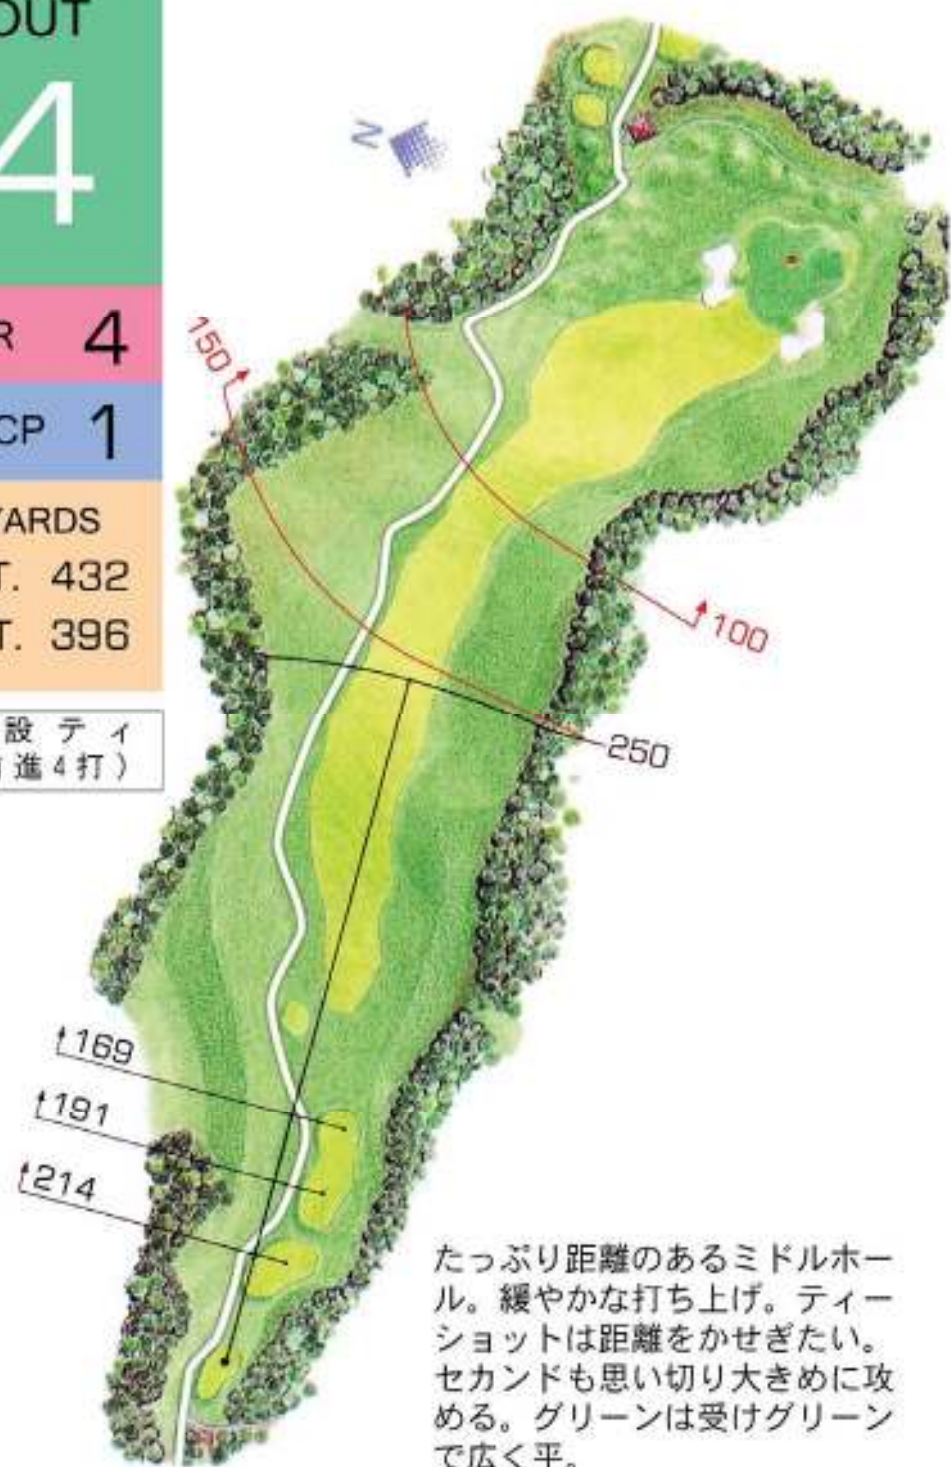 OUT
4
R 4
CP 1
YARDS
T. 432
T. 396
設 ティ
進4打）
N
150
100
250
169
191
214
たっぷり距離のあるミドルホー
ル。緩やかな打ち上げ。ティー
ショットは距離をかせぎたい。
セカンドも思い切り大きめに攻
める。グリーンは受けグリーン
で広く平。